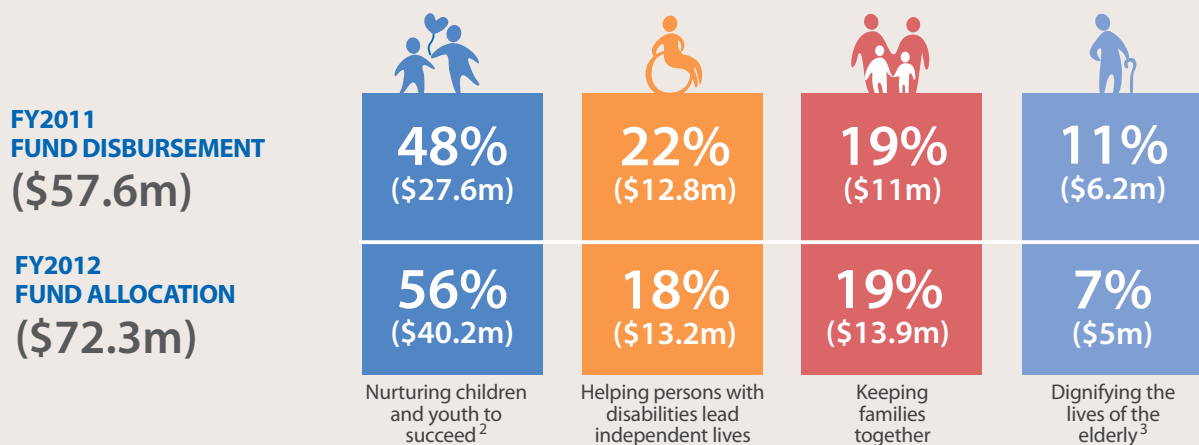 FY2011
FUND DISBURSEMENT
($57.6m)
48%
($27.6m)
22%
($12.8m)
19%
($11m)
11%
($6.2m)
FY2012
FUND ALLOCATION
($72.3m)
56%
($40.2m)
18%
($13.2m)
19%
($13.9m)
7%
($5m)
Nurturing children
and youth to
succeed 2
Helping persons with
disabilities lead
independent lives
Keeping
families
together
Dignifying the
lives of the
elderly 3